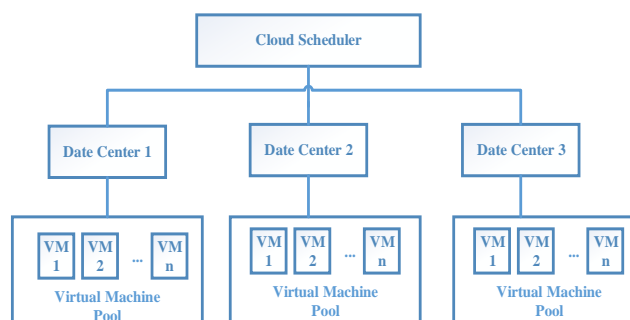 Cloud Scheduler
Date Center 1
Date Center 2
Date Center 3
VM 1
VM 2
...
VM n
Virtual Machine
Pool
VM 1
VM 2
...
VM n
Virtual Machine
Pool
VM 1
VM 2
...
VM n
Virtual Machine
Pool